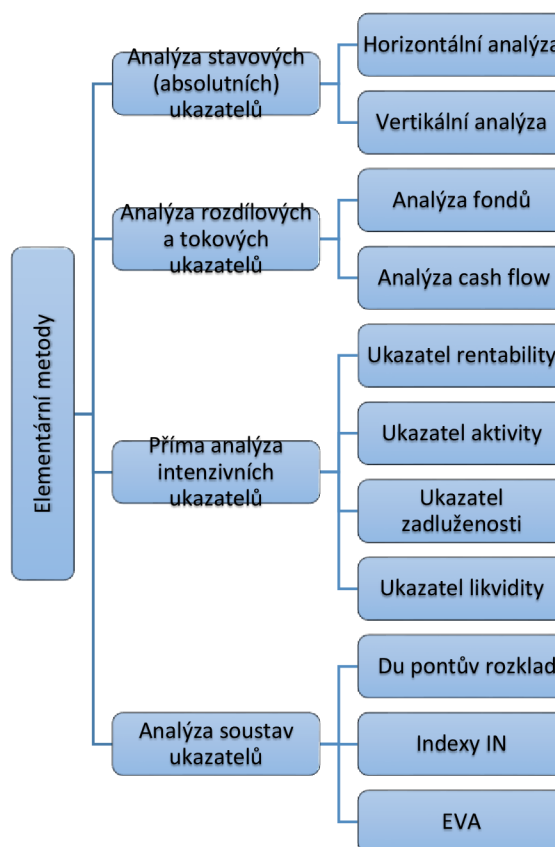 Elementární metody
Analýza stavových
(absolutních)
ukazatelů
Horizontální analýza
Vertikální analýza
Analýza rozdílových
a tokových
ukazatelů
Analýza fondů
Analýza cash flow
Příma analýza
intenzivních
ukazatelů
Ukazatel rentability
Ukazatel aktivity
Ukazatel
zadluženosti
Ukazatel likvidity
Analýza soustav
ukazatelů
Du pontův rozklad
Indexy IN
EVA